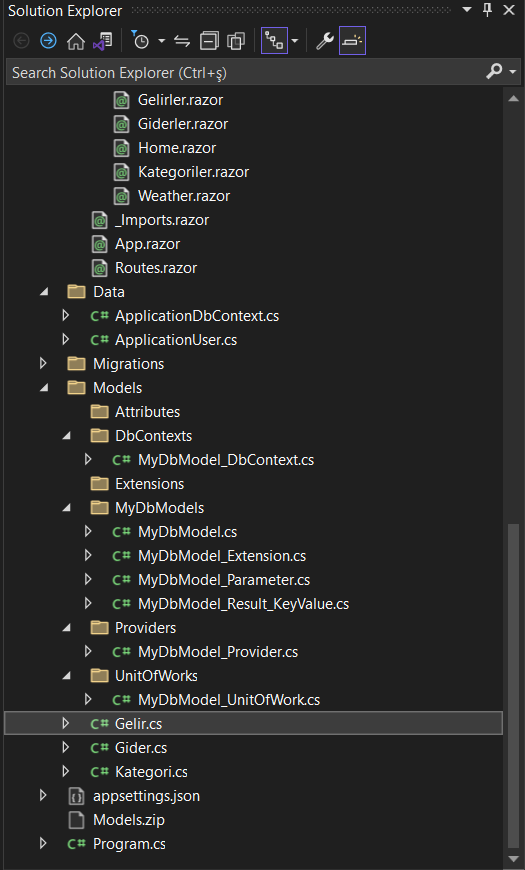 Solution Explorer
Search Solution Explorer (Ctrl+ş)
Gelirler.razor
Giderler.razor
Home.razor
Kategoriler.razor
Weather.razor
_Imports.razor
App.razor
Routes.razor
Data
C# ApplicationDbContext.cs
C# ApplicationUser.cs
Migrations
Models
Attributes
DbContexts
C# MyDbModel_DbContext.cs
Extensions
MyDbModels
C# MyDbModel.cs
C# MyDbModel_Extension.cs
C# MyDbModel_Parameter.cs
C# MyDbModel_Result_KeyValue.cs
Providers
C# MyDbModel_Provider.cs
UnitOfWorks
C# MyDbModel_UnitOfWork.cs
C# Gelir.cs
C# Gider.cs
C# Kategori.cs
appsettings.json
Models.zip
C# Program.cs